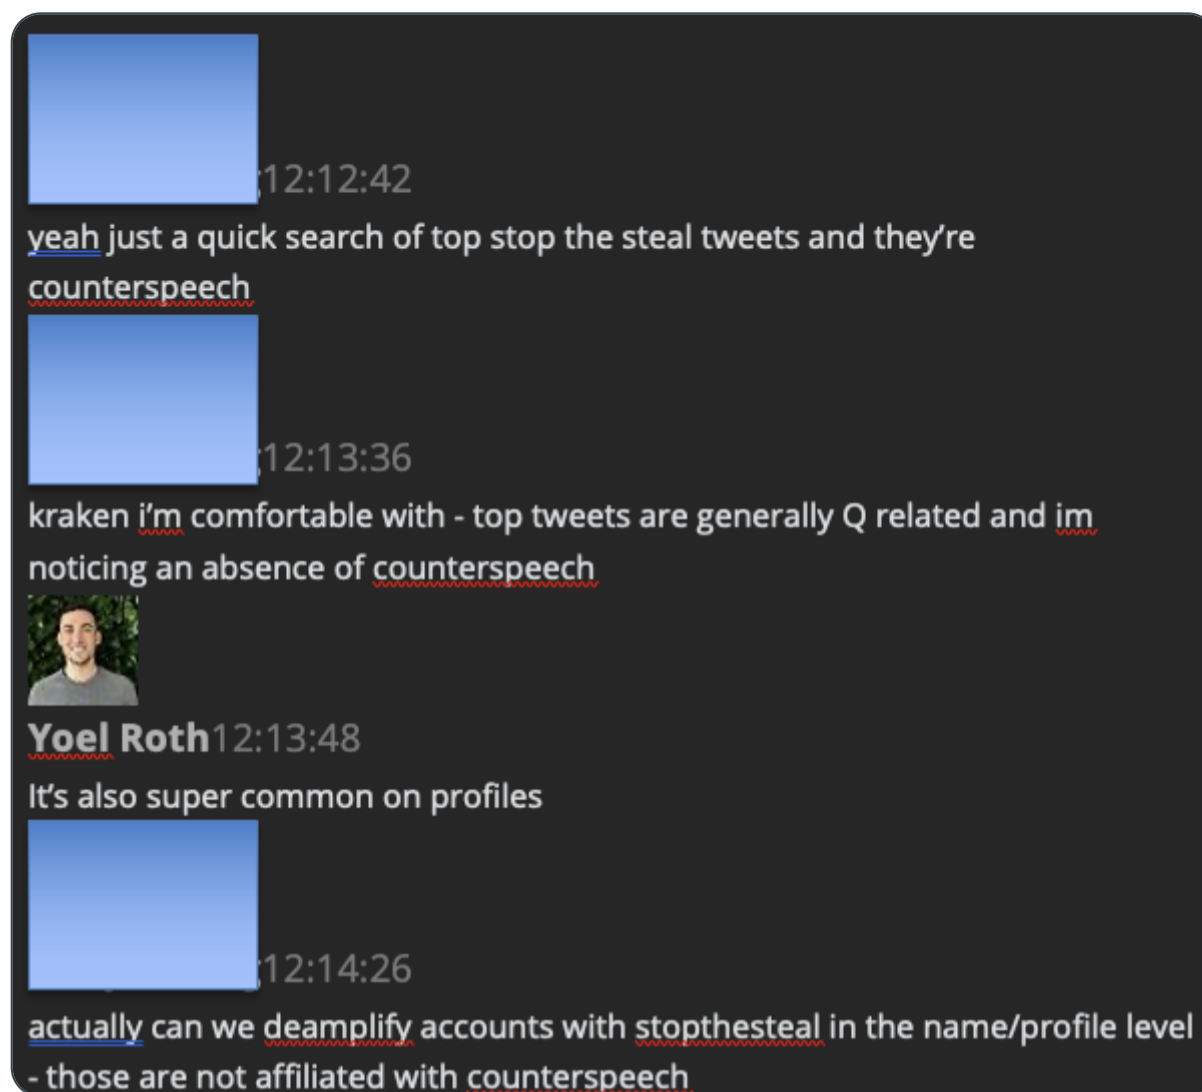 12:12:42
yeah just a quick search of top stop the steal tweets and they’re
counterspeech
12:13:36
kraken i’m comfortable with - top tweets are generally Q related and im
noticing an absence of counterspeech
Yoel Roth12:13:48
It’s also super common on profiles
12:14:26
actually can we deamplify accounts with stopthesteal in the name/profile level
- those are not affiliated with counterspeech